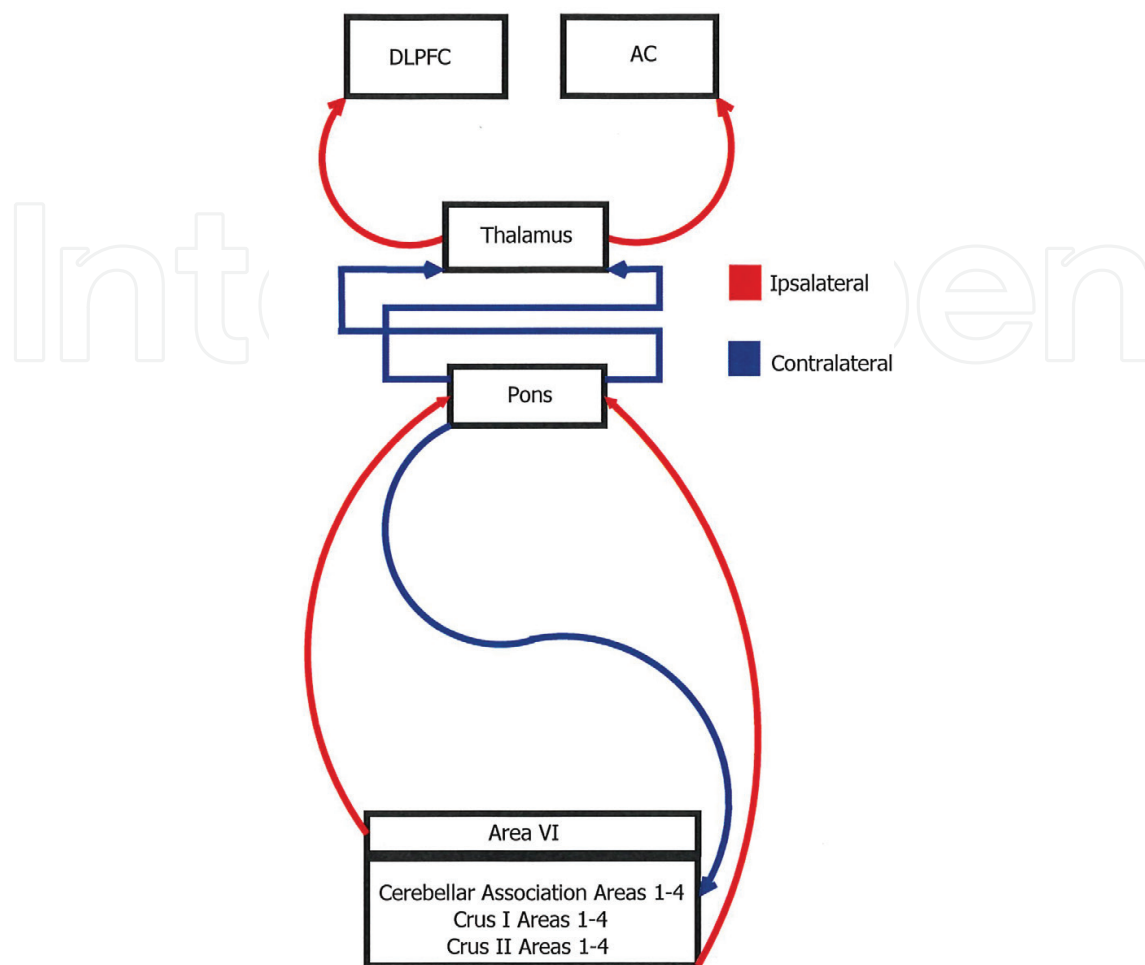 DLPFC
AC
Thalamus
Ipsalateral
Contralateral
Pons
Area VI
Cerebellar Association Areas 1-4
Crus I Areas 1-4
Crus II Areas 1-4